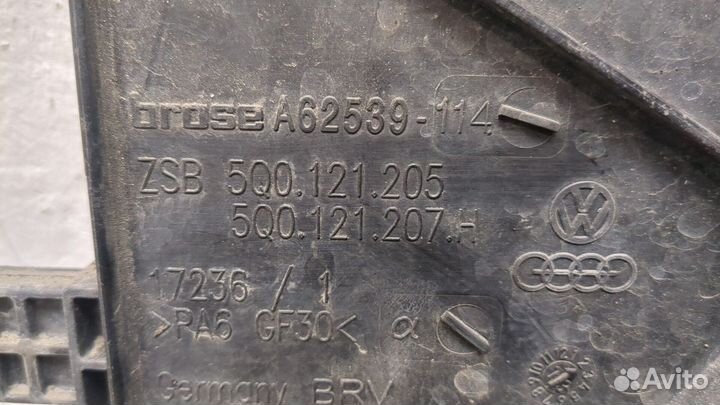 brose A62539-114
ZSB 5Q0.121.205
5Q0.121.207.H
17236 / 1
>PA6 GF30< α
Germany BRV
Avito